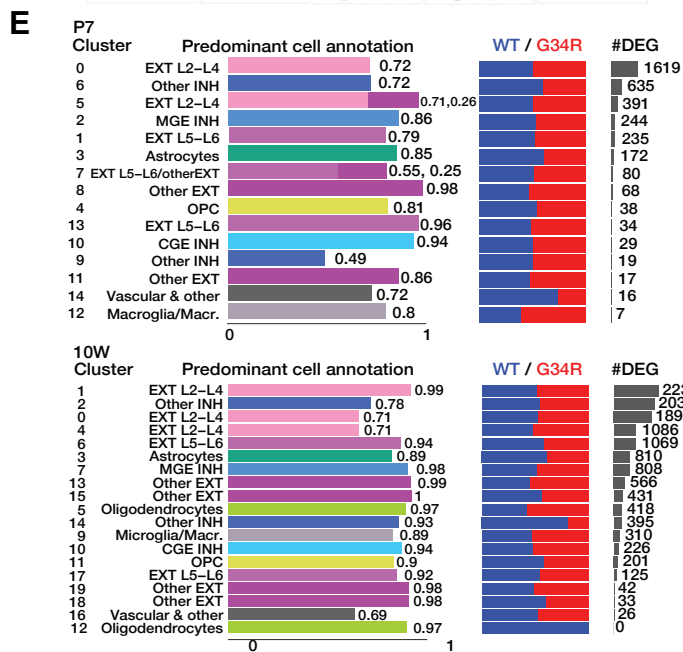 E
P7
Cluster Predominant cell annotation WT / G34R #DEG
0 EXT L2–L4 0.72 1619
6 Other INH 0.72 635
5 EXT L2–L4 0.71,0.26 391
2 MGE INH 0.86 244
1 EXT L5–L6 0.79 235
3 Astrocytes 0.85 172
7 EXT L5–L6/otherEXT 0.55, 0.25 80
8 Other EXT 0.98 68
4 OPC 0.81 38
13 EXT L5–L6 0.96 34
10 CGE INH 0.94 29
9 Other INH 0.49 19
11 Other EXT 0.86 17
14 Vascular & other 0.72 16
12 Macroglia/Macr. 0.8 7
0 1
10W
Cluster Predominant cell annotation WT / G34R #DEG
1 EXT L2–L4 0.99
2 Other INH 0.78
0 EXT L2–L4 0.71
4 EXT L2–L4 0.71 1086
6 EXT L5–L6 0.94 1069
3 Astrocytes 0.89 810
7 MGE INH 0.98 808
13 Other EXT 0.99 566
15 Other EXT 1 431
5 Oligodendrocytes 0.97 418
14 Other INH 0.93 395
9 Microglia/Macr. 0.89 310
10 CGE INH 0.94 226
11 OPC 0.9 201
17 EXT L5–L6 0.92 125
19 Other EXT 0.98 42
18 Other EXT 0.98 33
16 Vascular & other 0.69 26
12 Oligodendrocytes 0.97 0
0 1